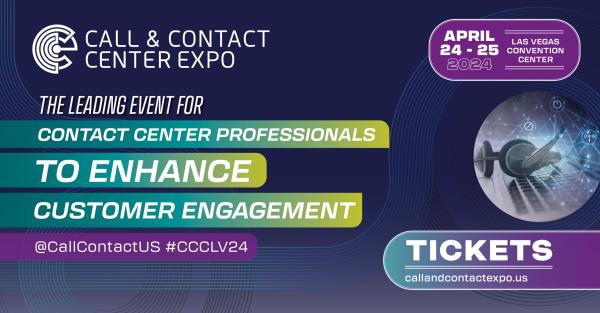 CALL & CONTACT
CENTER EXPO
APRIL
24 - 25
2024
LAS VEGAS
CONVENTION
CENTER
THE LEADING EVENT FOR
CONTACT CENTER PROFESSIONALS
TO ENHANCE
CUSTOMER ENGAGEMENT
@CallContactUS #CCCLV24
TICKETS
callandcontactexpo.us